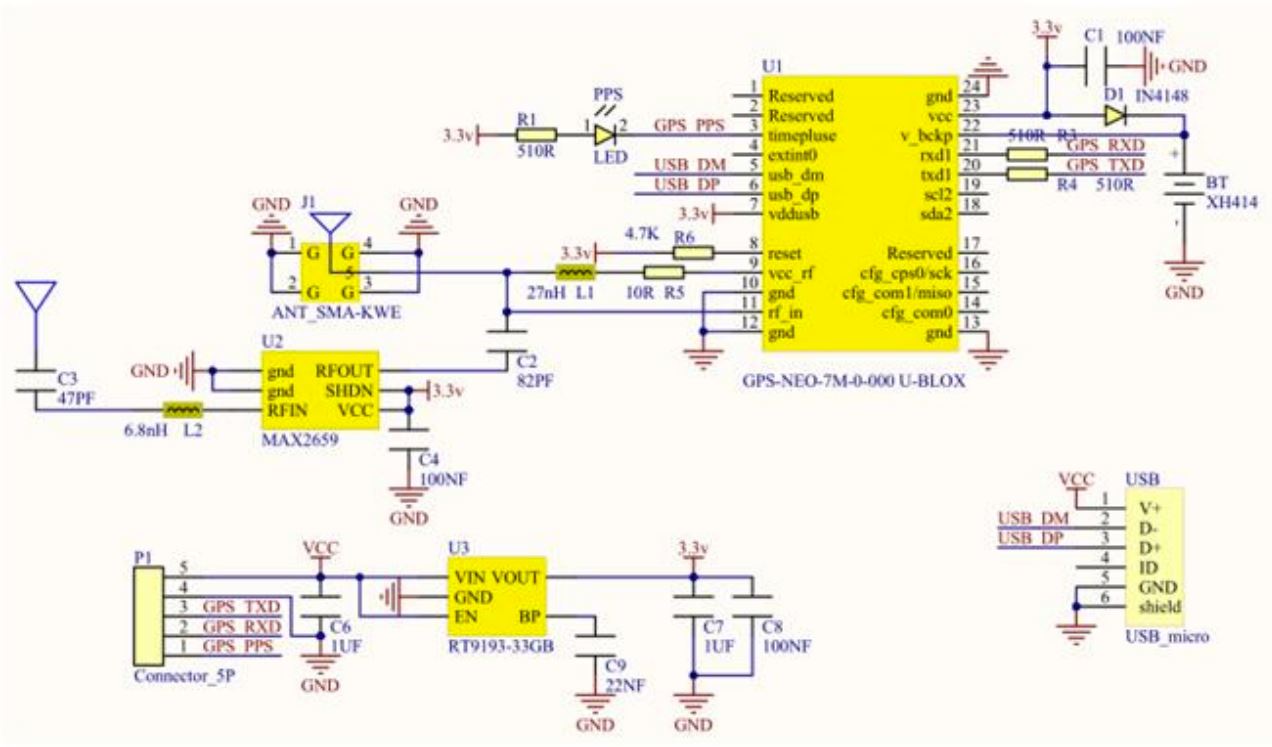 3.3v
C1
100NF
GND
U1
24
D1
IN4148
1
Reserved
gnd
23
2
Reserved
vcc
22
PPS
R1
1
2
GPS_PPS
3
timepluse
v_bckp
510R
R3
GPS_RXD
3.3v
510R
LED
4
extint0
rxd1
21
GPS_TXD
USB_DM
5
usb_dm
txd1
20
R4
510R
USB_DP
6
usb_dp
scl2
19
+
BT
XH414
-
GND
3.3v
7
vddusb
sda2
18
GND
J1
GND
4.7K
R6
8
reset
Reserved
17
3.3v
9
vcc_rf
cfg_cps0/sck
16
1
G
G
4
5
2
G
G
3
27nH
L1
10R
R5
10
gnd
cfg_com1/miso
15
11
rf_in
cfg_com0
14
12
gnd
gnd
13
ANT_SMA-KWE
U2
C2
82PF
GPS-NEO-7M-0-000 U-BLOX
C3
47PF
GND
gnd
RFOUT
gnd
SHDN
3.3v
RFIN
VCC
6.8nH
L2
MAX2659
C4
100NF
GND
VCC
USB
1
V+
USB_DM
2
D-
USB_DP
3
D+
4
ID
5
GND
6
shield
USB_micro
P1
VCC
U3
3.3v
5
VIN
VOUT
4
GND
3
GPS_TXD
EN
BP
2
GPS_RXD
C6
1UF
RT9193-33GB
C7
1UF
C8
100NF
1
GPS_PPS
Connector_5P
GND
C9
22NF
GND
GND